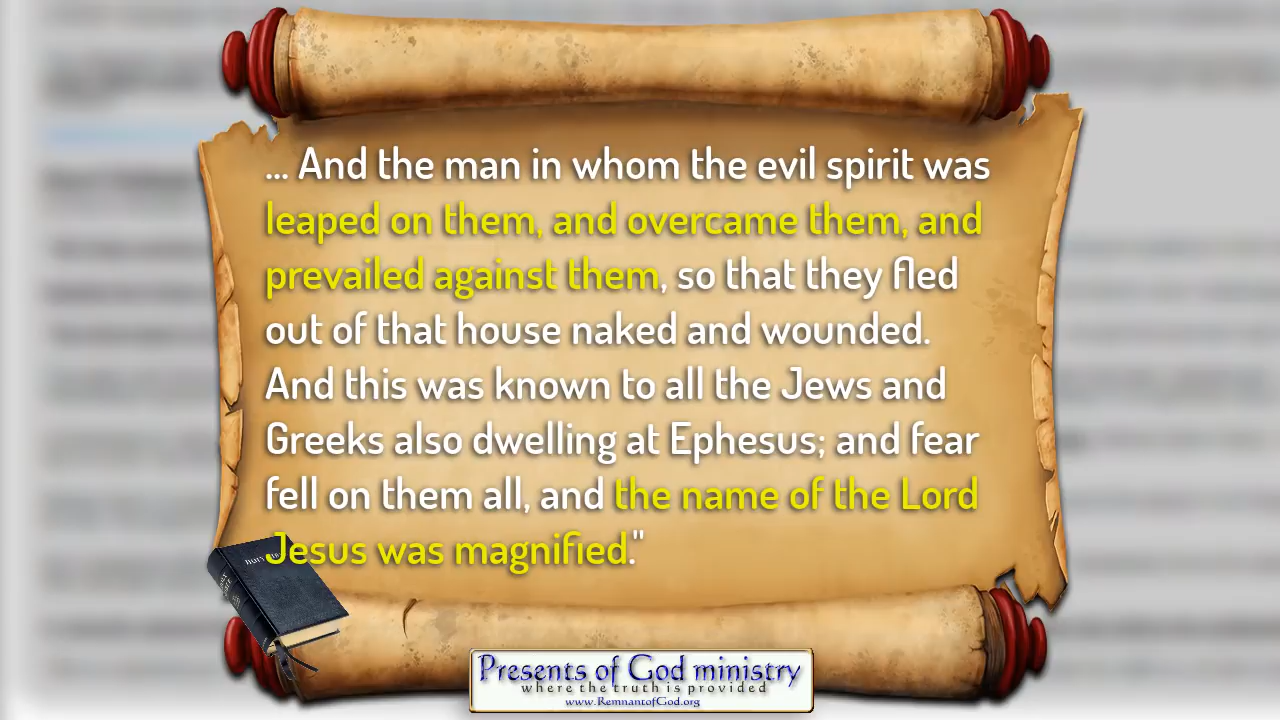 ... And the man in whom the evil spirit was
leaped on them, and overcame them, and
prevailed against them, so that they fled
out of that house naked and wounded.
And this was known to all the Jews and
Greeks also dwelling at Ephesus; and fear
fell on them all, and the name of the Lord
Jesus was magnified."
HOLY
Presents of God ministry
where the truth is provided
www.RemnantofGod.org